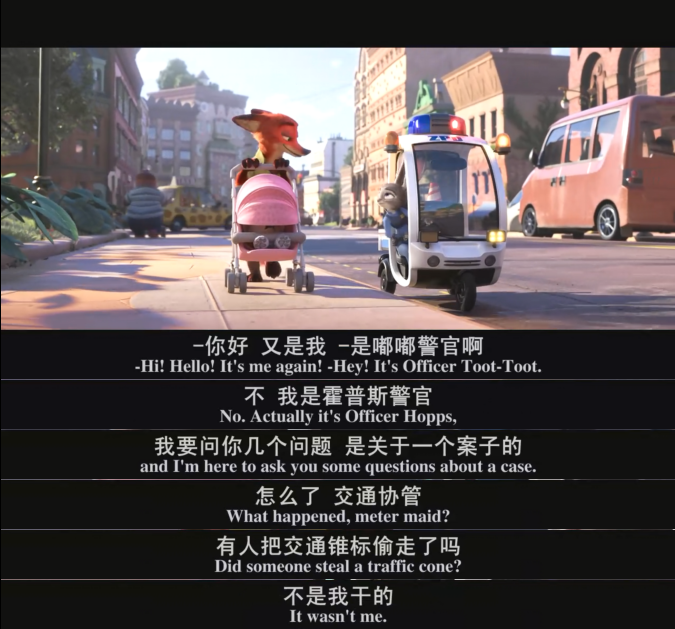 -你好 又是我 -是嘟嘟警官啊
-Hi! Hello! It's me again! -Hey! It's Officer Toot-Toot.
不 我是霍普斯警官
No. Actually it's Officer Hopps,
我要问你几个问题 是关于一个案子的
and I'm here to ask you some questions about a case.
怎么了 交通协管
What happened, meter maid?
有人把交通锥标偷走了吗
Did someone steal a traffic cone?
不是我干的
It wasn't me.